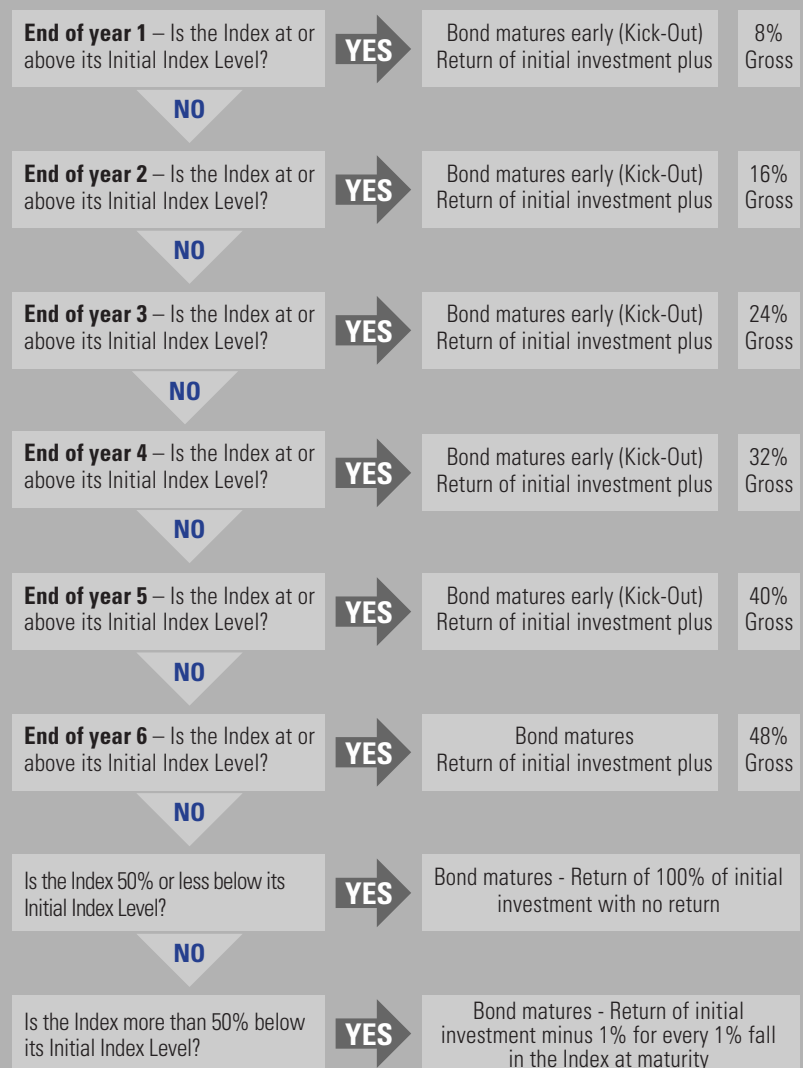 End of year 1 – Is the Index at or
above its Initial Index Level?
YES
Bond matures early (Kick-Out)
Return of initial investment plus
8%
Gross
NO
End of year 2 – Is the Index at or
above its Initial Index Level?
YES
Bond matures early (Kick-Out)
Return of initial investment plus
16%
Gross
NO
End of year 3 – Is the Index at or
above its Initial Index Level?
YES
Bond matures early (Kick-Out)
Return of initial investment plus
24%
Gross
NO
End of year 4 – Is the Index at or
above its Initial Index Level?
YES
Bond matures early (Kick-Out)
Return of initial investment plus
32%
Gross
NO
End of year 5 – Is the Index at or
above its Initial Index Level?
YES
Bond matures early (Kick-Out)
Return of initial investment plus
40%
Gross
NO
End of year 6 – Is the Index at or
above its Initial Index Level?
YES
Bond matures
Return of initial investment plus
48%
Gross
NO
Is the Index 50% or less below its
Initial Index Level?
YES
Bond matures - Return of 100% of initial
investment with no return
NO
Is the Index more than 50% below
its Initial Index Level?
YES
Bond matures - Return of initial
investment minus 1% for every 1% fall
in the Index at maturity